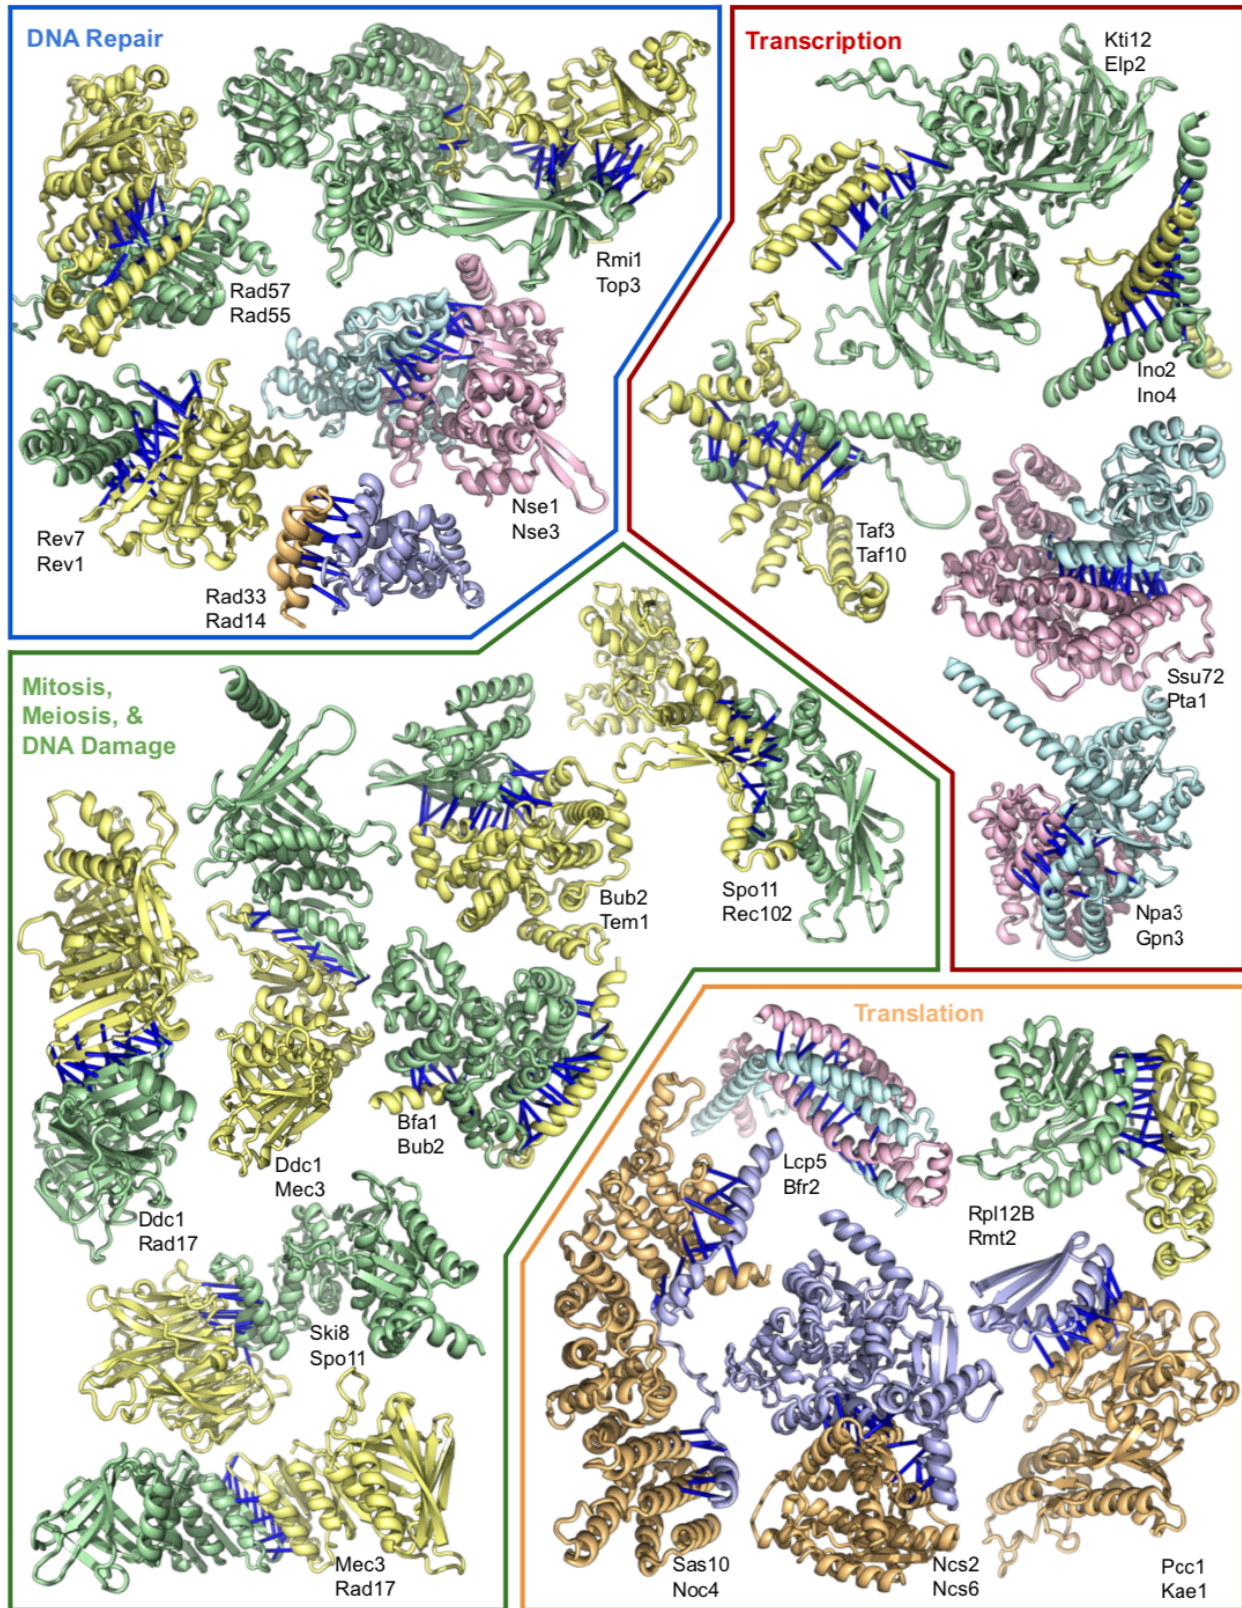 DNA Repair
Rad57
Rad55
Rmi1
Top3
Rev7
Rev1
Nse1
Nse3
Rad33
Rad14
Transcription
Kti12
Elp2
Ino2
Ino4
Taf3
Taf10
Ssu72
Pta1
Npa3
Gpn3
Mitosis,
Meiosis, &
DNA Damage
Bub2
Tem1
Spo11
Rec102
Bfa1
Bub2
Ddc1
Mec3
Ddc1
Rad17
Ski8
Spo11
Mec3
Rad17
Translation
Lcp5
Bfr2
Rpl12B
Rmt2
Sas10
Noc4
Ncs2
Ncs6
Pcc1
Kae1